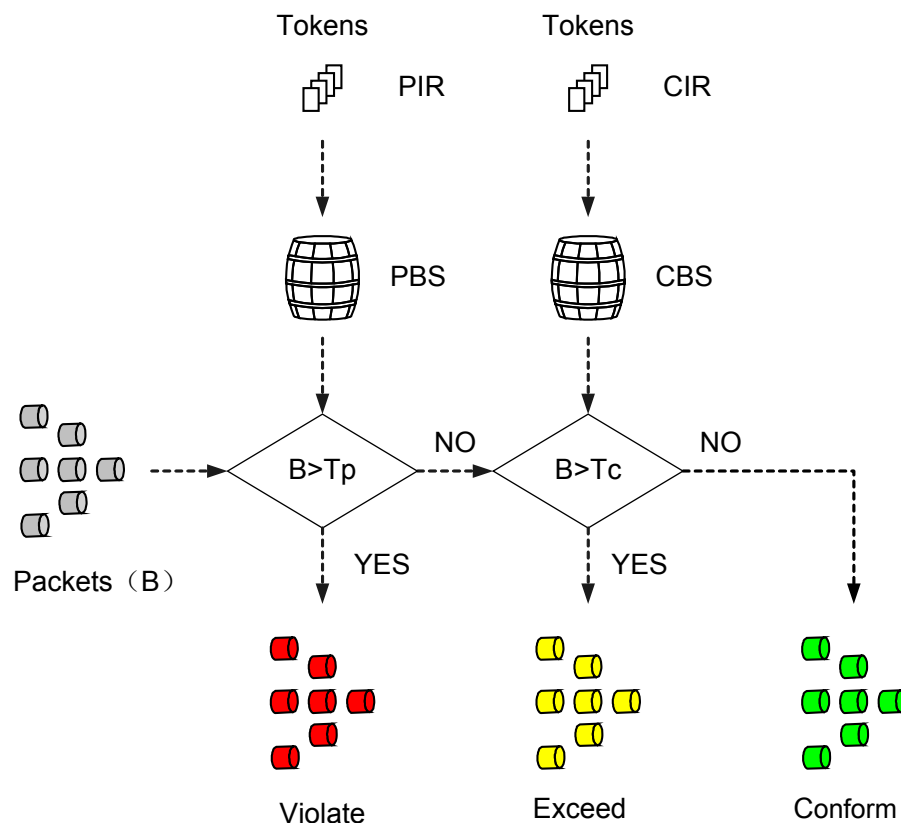 Tokens
Tokens
PIR
CIR
PBS
CBS
B>Tp
NO
B>Tc
NO
YES
YES
Packets（B）
Violate
Exceed
Conform